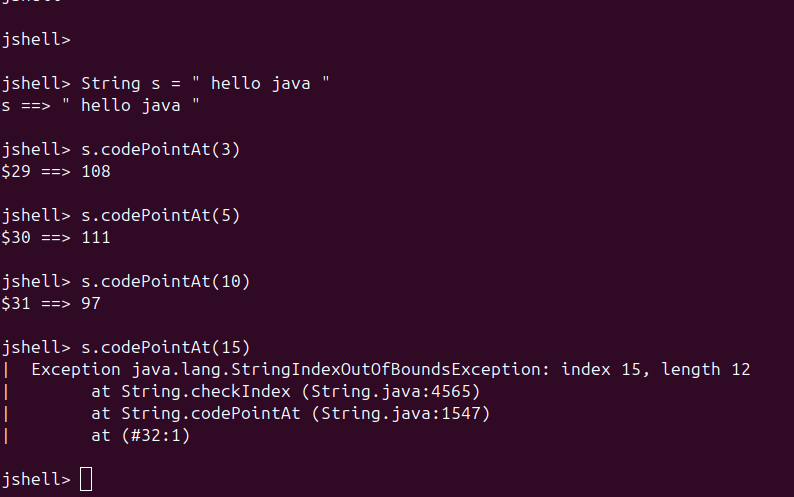 jshell>
jshell>
jshell> String s = " hello java "
s ==> " hello java "
jshell> s.codePointAt(3)
$29 ==> 108
jshell> s.codePointAt(5)
$30 ==> 111
jshell> s.codePointAt(10)
$31 ==> 97
jshell> s.codePointAt(15)
|  Exception java.lang.StringIndexOutOfBoundsException: index 15, length 12
|        at String.checkIndex (String.java:4565)
|        at String.codePointAt (String.java:1547)
|        at (#32:1)
jshell>